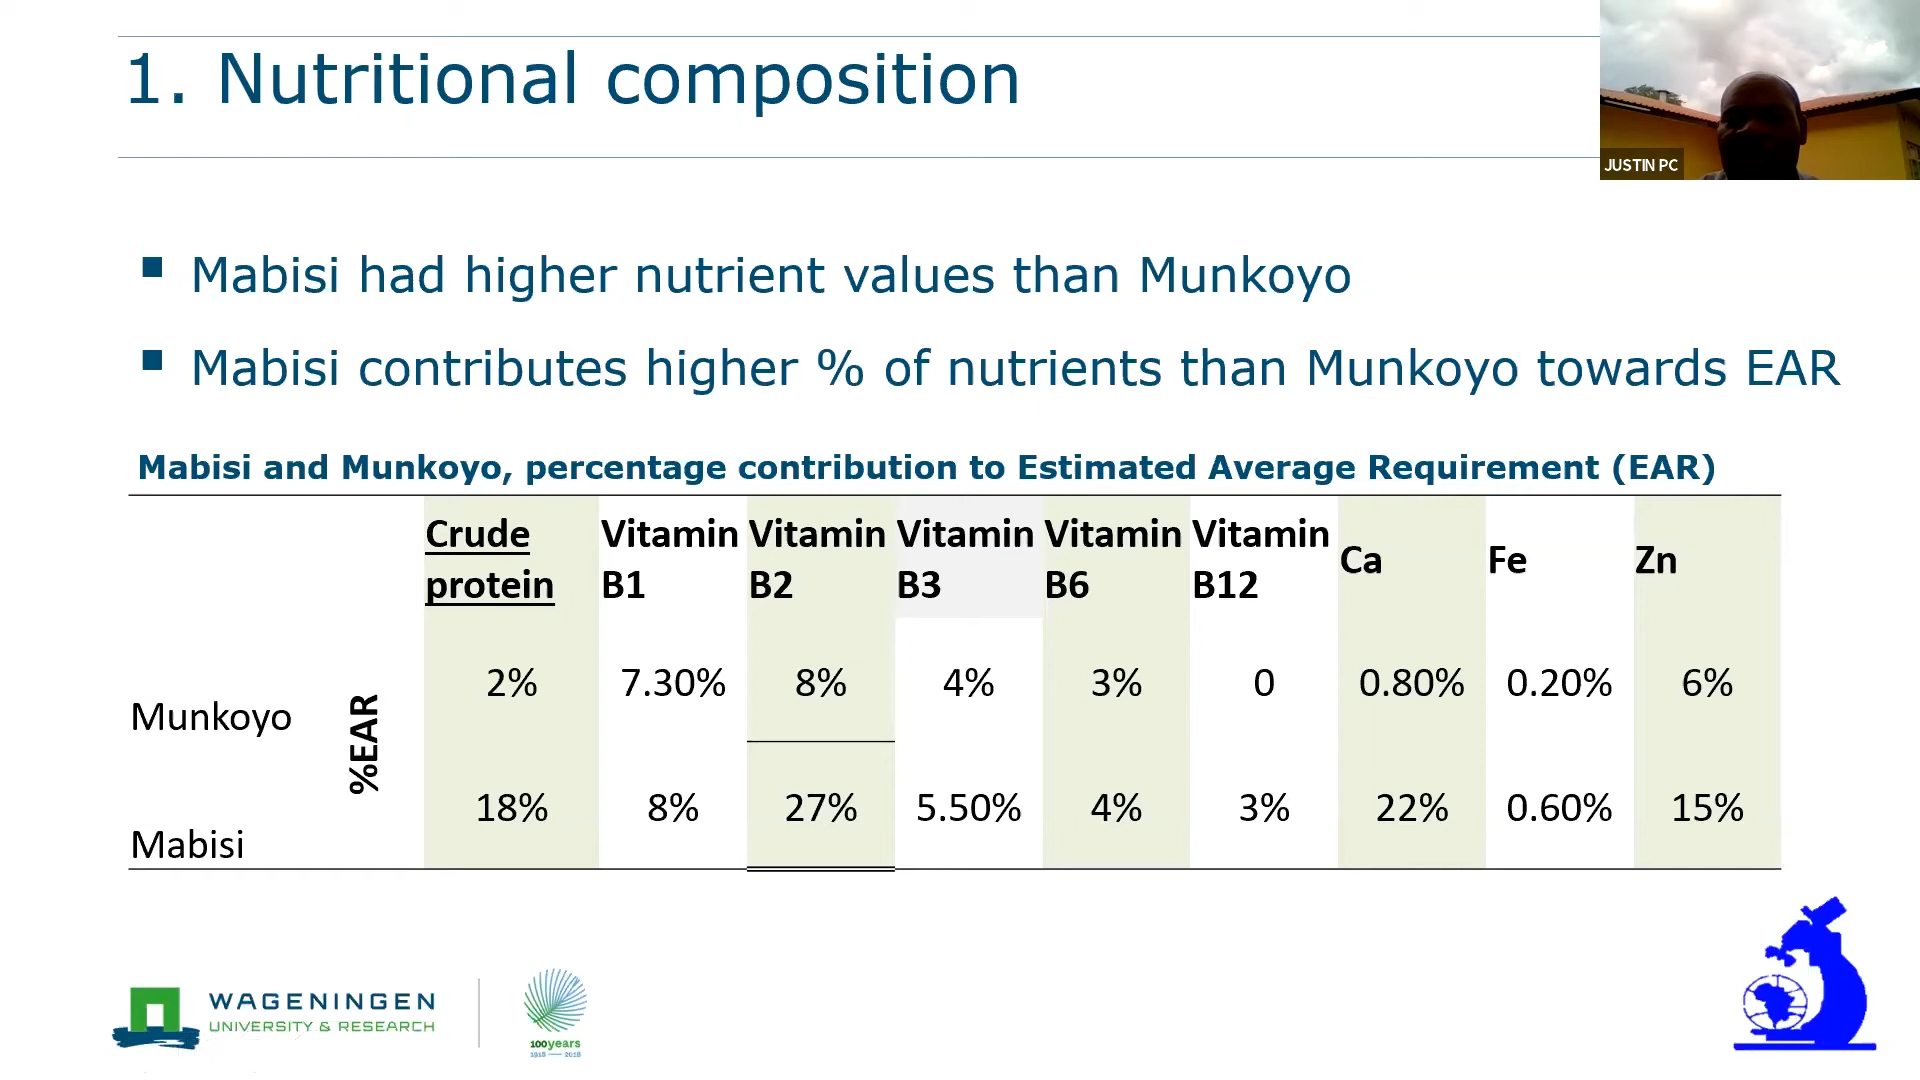 1. Nutritional composition
JUSTIN PC
▪ Mabisi had higher nutrient values than Munkoyo
▪ Mabisi contributes higher % of nutrients than Munkoyo towards EAR
Mabisi and Munkoyo, percentage contribution to Estimated Average Requirement (EAR)
Crude protein Vitamin B1 Vitamin B2 Vitamin B3 Vitamin B6 Vitamin B12 Ca Fe Zn
Munkoyo 2% 7.30% 8% 4% 3% 0 0.80% 0.20% 6%
%EAR
Mabisi 18% 8% 27% 5.50% 4% 3% 22% 0.60% 15%
WAGENINGEN
UNIVERSITY & RESEARCH
100years
1918 — 2018